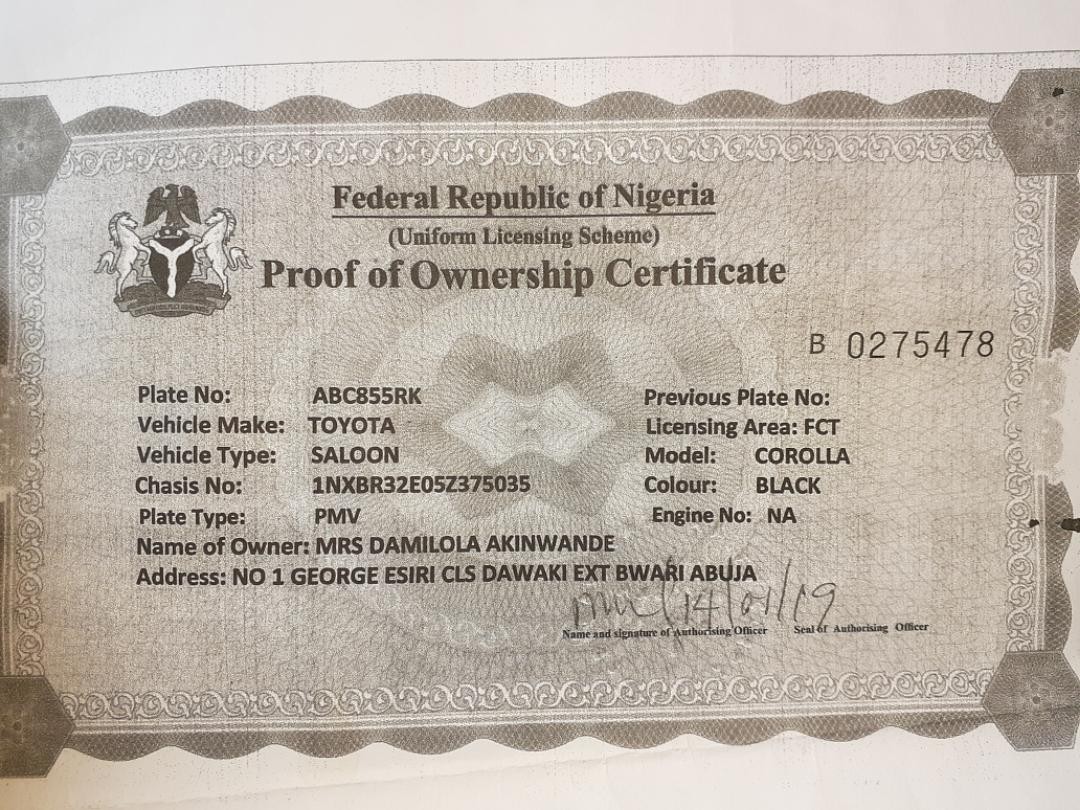 Federal Republic of Nigeria
(Uniform Licensing Scheme)
Proof of Ownership Certificate
B 0275478
Plate No: ABC855RK Previous Plate No:
Vehicle Make: TOYOTA Licensing Area: FCT
Vehicle Type: SALOON Model: COROLLA
Chasis No: 1NXBR32E05Z375035 Colour: BLACK
Plate Type: PMV Engine No: NA
Name of Owner: MRS DAMILOLA AKINWANDE
Address: NO 1 GEORGE ESIRI CLS DAWAKI EXT BWARI ABUJA
14/01/19
Name and signature of Authorising Officer Seal of Authorising Officer